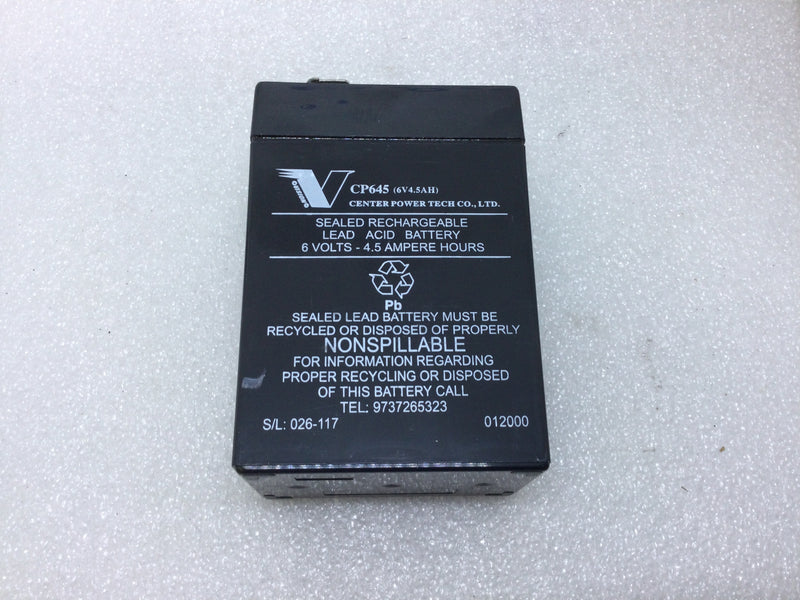 V
CP645 (6V4.5AH)
CENTER POWER TECH CO., LTD.
SEALED RECHARGEABLE
LEAD ACID BATTERY
6 VOLTS - 4.5 AMPERE HOURS
Pb
SEALED LEAD BATTERY MUST BE
RECYCLED OR DISPOSED OF PROPERLY
NONSPILLABLE
FOR INFORMATION REGARDING
PROPER RECYCLING OR DISPOSED
OF THIS BATTERY CALL
TEL: 9737265323
S/L: 026-117 012000